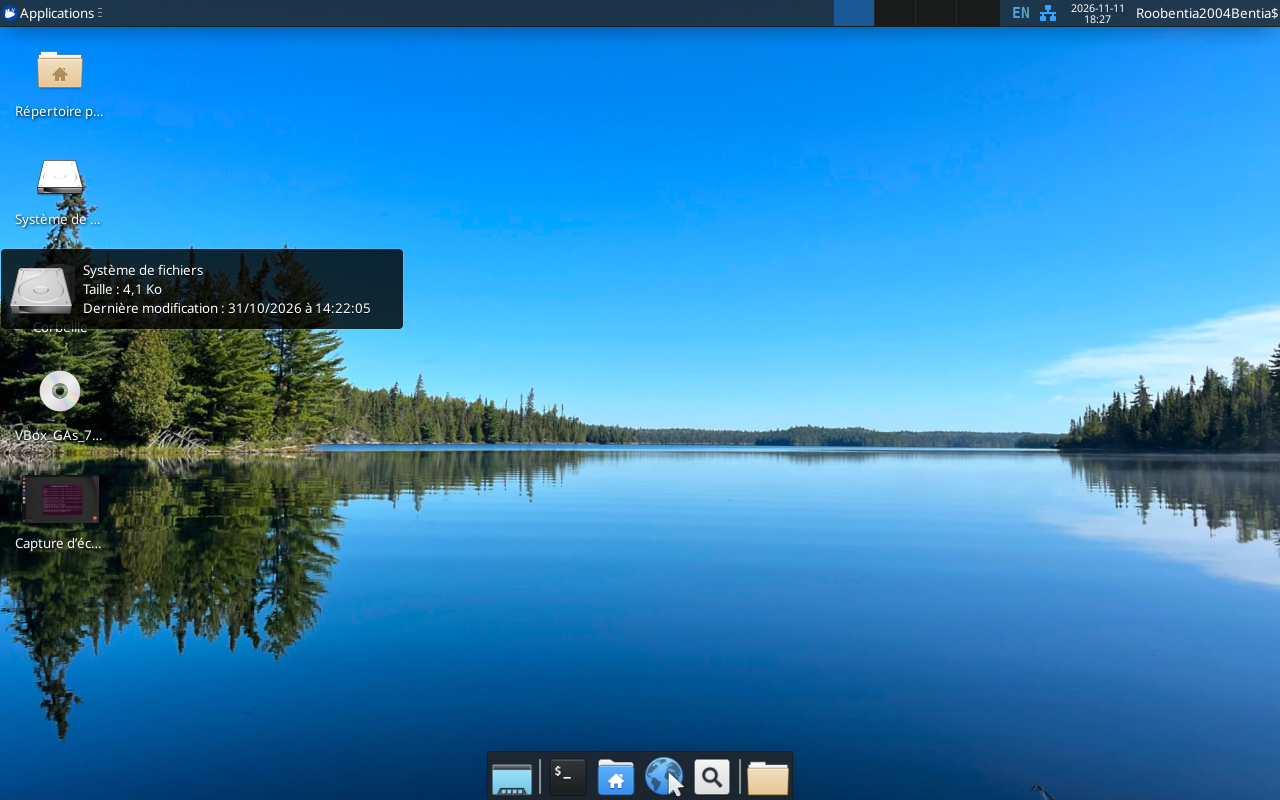 Applications
EN
2026-11-11
18:27
Roobentia2004Bentia$
Répertoire p...
Système de ...
Système de fichiers
Taille : 4,1 Ko
Dernière modification : 31/10/2026 à 14:22:05
Corbeille
VBox_GAs_7...
Capture d'éc...
$_